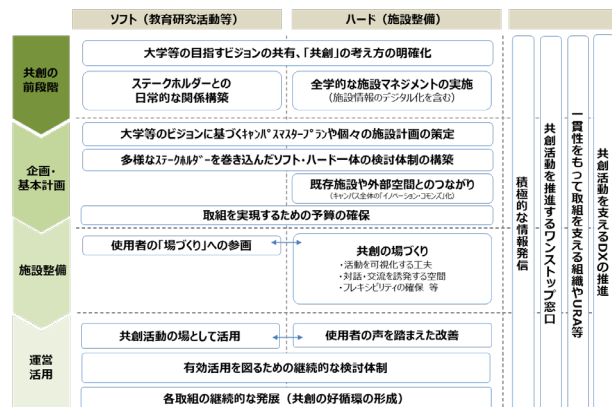 ソフト（教育研究活動等）
ハード（施設整備）
共創の
前段階
大学等の目指すビジョンの共有、「共創」の考え方の明確化
ステークホルダーとの
日常的な関係構築
全学的な施設マネジメントの実施
（施設情報のデジタル化を含む）
企画・
基本計画
大学等のビジョンに基づくｷｬﾝﾊﾟｽﾏｽﾀｰﾌﾟﾗﾝや個々の施設計画の策定
多様なｽﾃｰｸﾎﾙﾀﾞｰを巻き込んだソフト・ハード一体の検討体制の構築
既存施設や外部空間とのつながり
（キャンパス全体の「イノベーション・コモンズ」化）
取組を実現するための予算の確保
施設整備
使用者の「場づくり」への参画
共創の場づくり
・活動を可視化する工夫
・対話・交流を誘発する空間
・フレキシビリティの確保 等
運営
活用
共創活動の場として活用
使用者の声を踏まえた改善
有効活用を図るための継続的な検討体制
各取組の継続的な発展（共創の好循環の形成）
積極的な情報発信
共創活動を推進するワンストップ窓口
一貫性をもって取組を支える組織やURA等
共創活動を支えるDXの推進